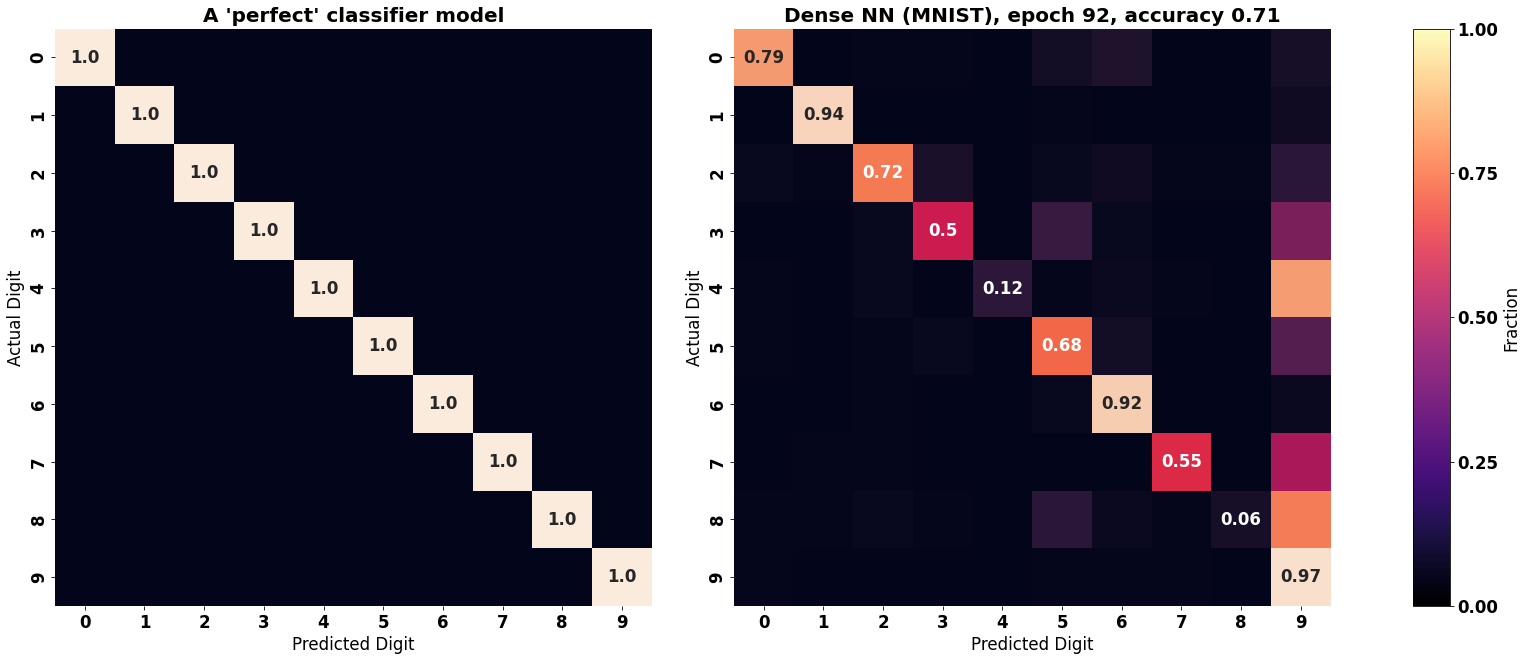 A 'perfect' classifier model
0 1.0
1 1.0
2 1.0
3 1.0
4 1.0
5 1.0
6 1.0
7 1.0
8 1.0
9 1.0
0 1 2 3 4 5 6 7 8 9
Predicted Digit
Actual Digit
Dense NN (MNIST), epoch 92, accuracy 0.71
0 0.79
1 0.94
2 0.72
3 0.5
4 0.12
5 0.68
6 0.92
7 0.55
8 0.06
9 0.97
0 1 2 3 4 5 6 7 8 9
Predicted Digit
Actual Digit
1.00
0.75
0.50
0.25
0.00
Fraction